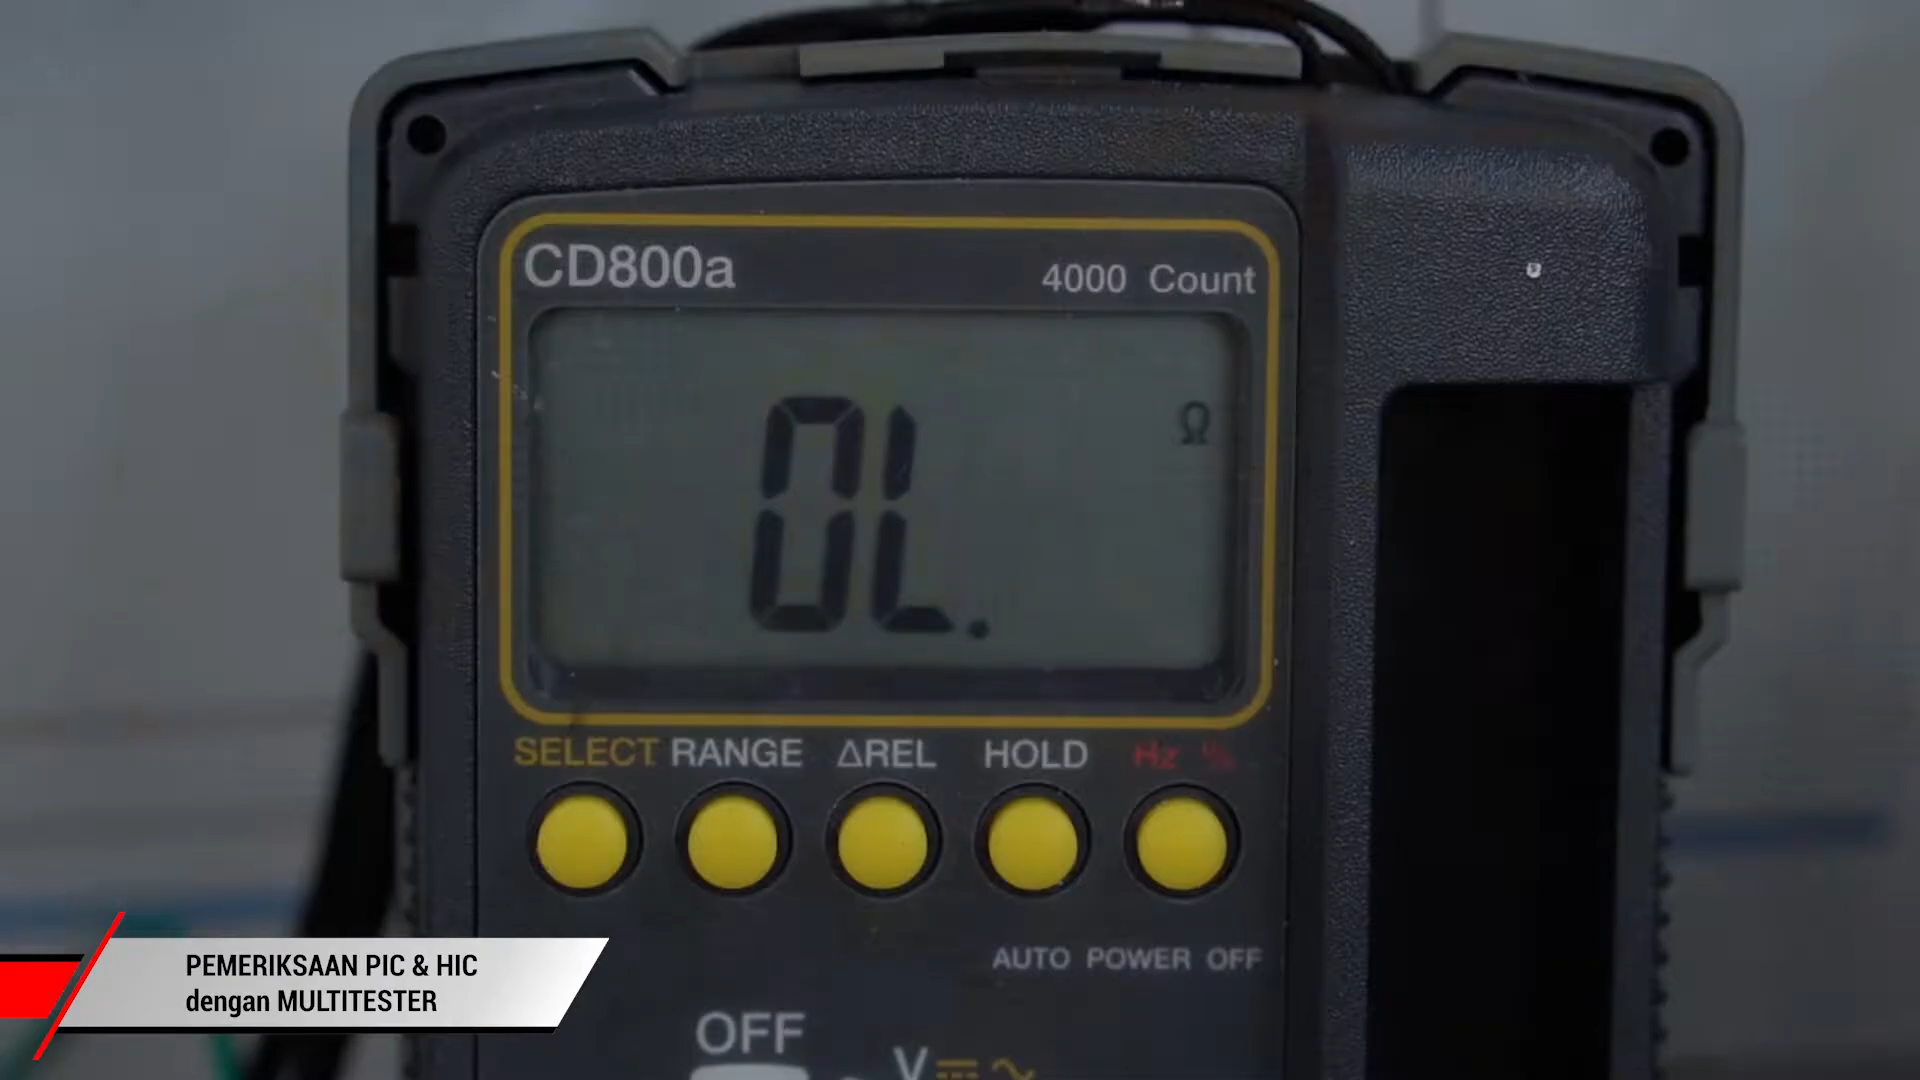 CD800a
4000 Count
OL.
Ω
SELECT RANGE ΔREL HOLD Hz %
AUTO POWER OFF
OFF
V
PEMERIKSAAN PIC & HIC
dengan MULTITESTER